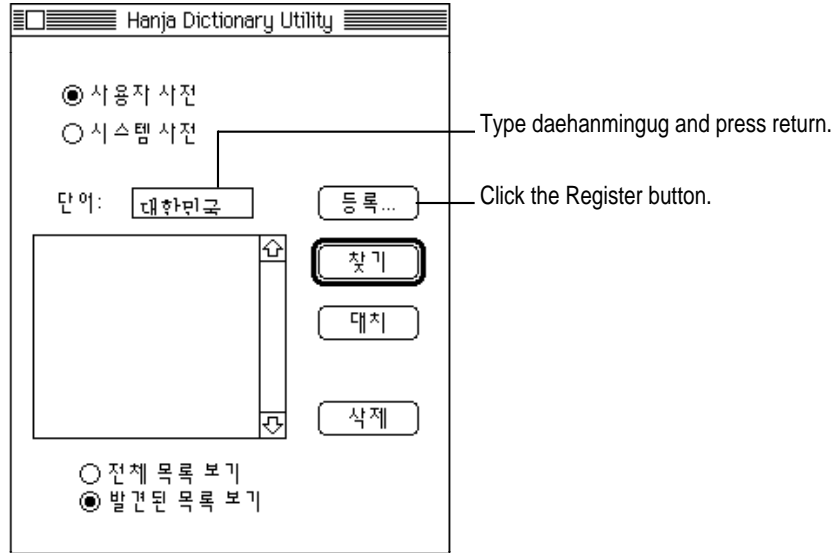 Hanja Dictionary Utility
사용자 사전
시스템 사전
Type daehanmingug and press return.
단어: 대한민국 등록...
Click the Register button.
찾기
대치
삭제
전체 목록 보기
발견된 목록 보기